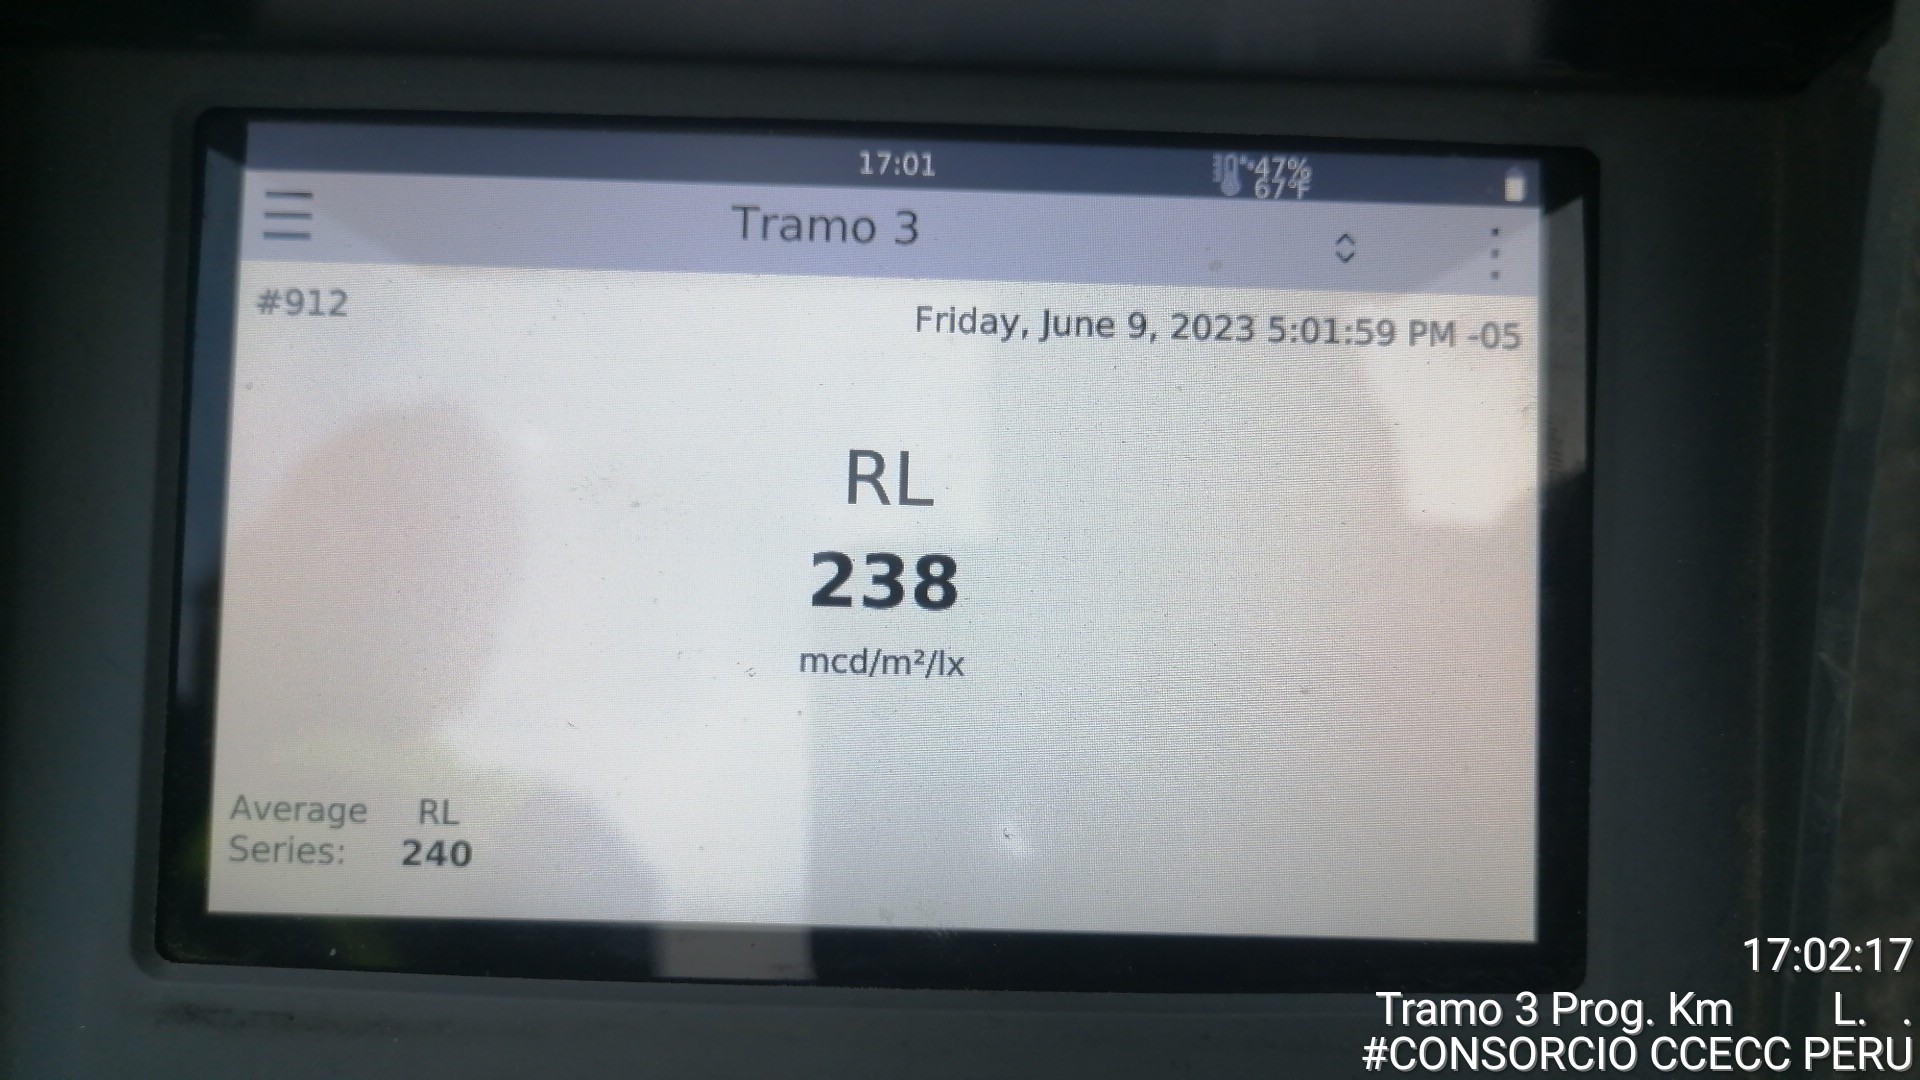 17:01
47%
67°F
Tramo 3
#912
Friday, June 9, 2023 5:01:59 PM -05
RL
238
mcd/m²/lx
Average RL
Series: 240
17:02:17
Tramo 3 Prog. Km L. .
#CONSORCIO CCECC PERU